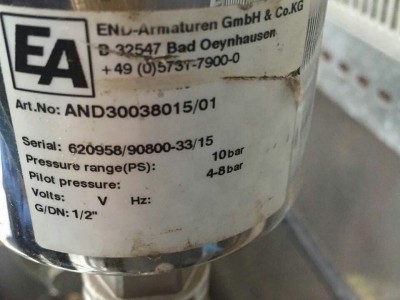 EA
END-Armaturen GmbH & Co.KG
D-32547 Bad Oeynhausen
+49 (0)5731-7900-0
Art.No: AND30038015/01
Serial: 620958/90800-33/15
Pressure range(PS): 10bar
Pilot pressure: 4-8bar
Volts: V Hz:
G/DN: 1/2"